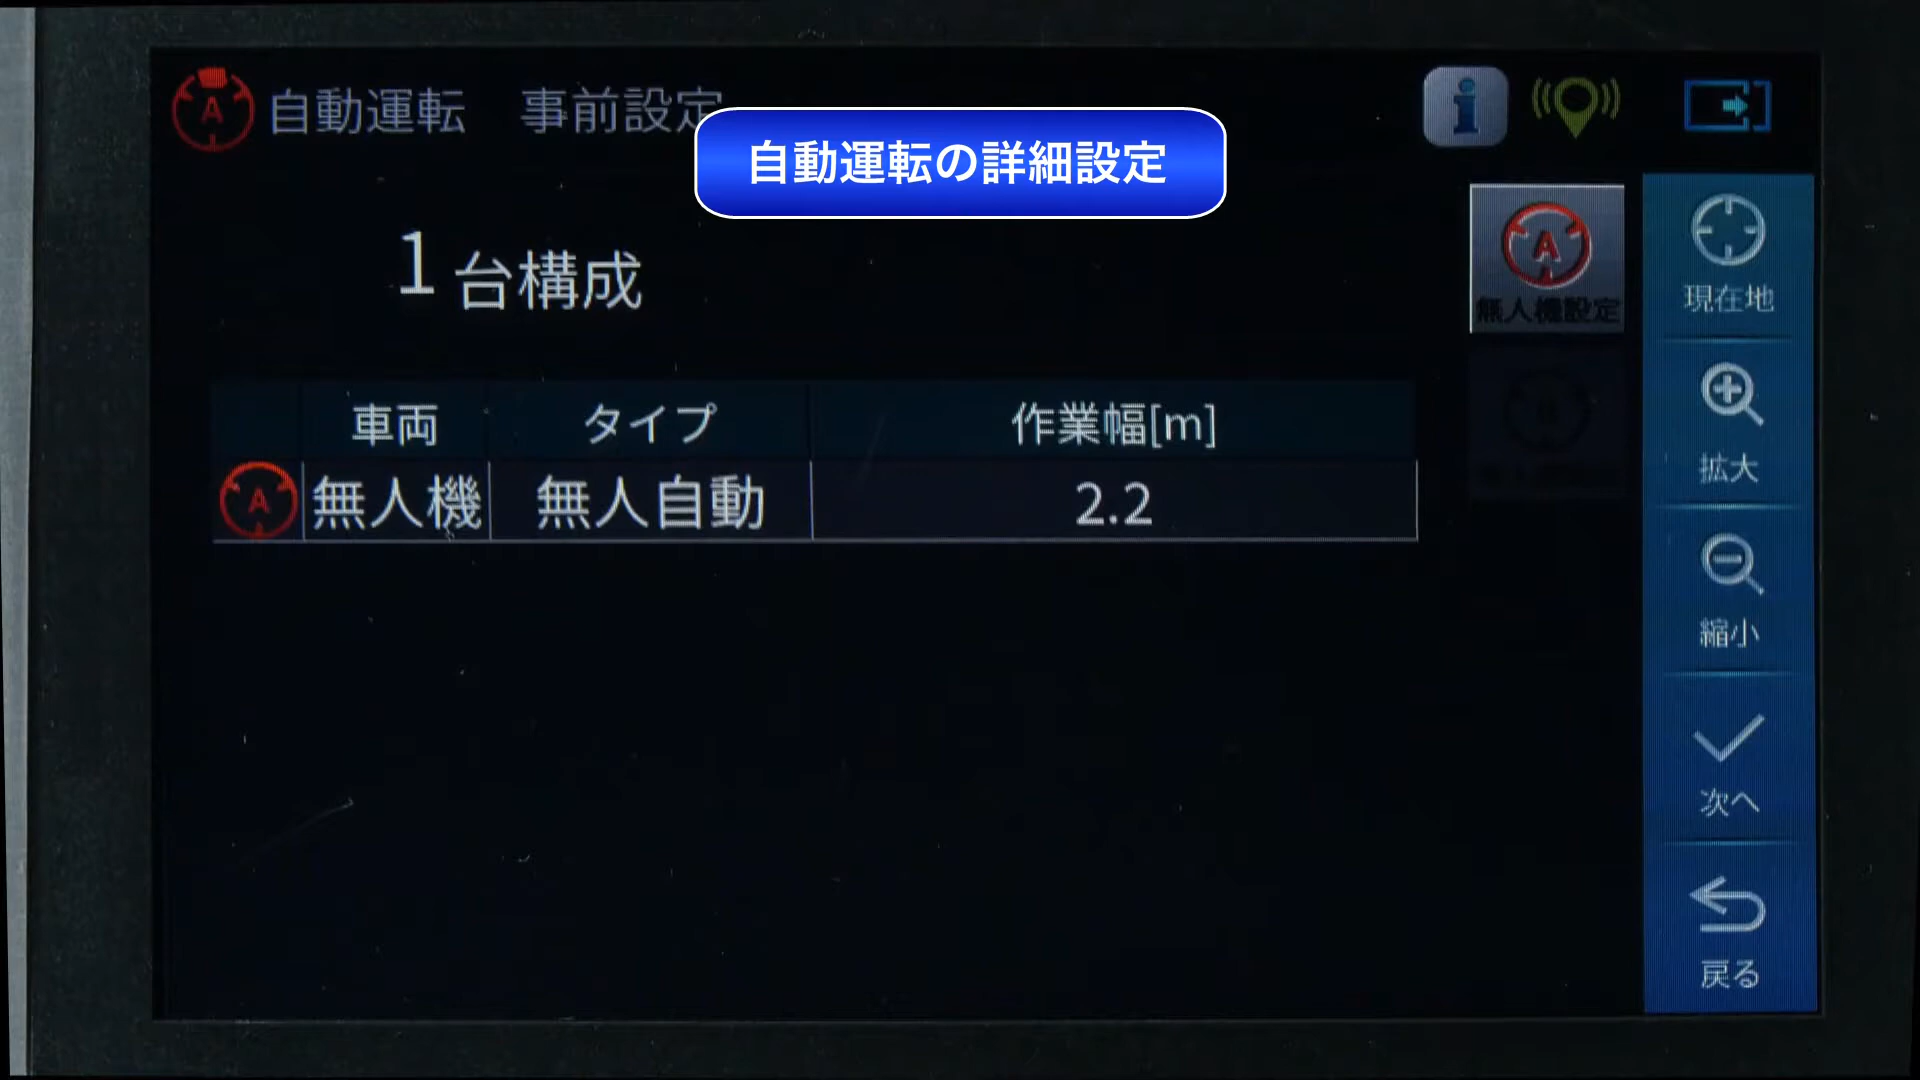 自動運転 事前設定
自動運転の詳細設定
1台構成
無人機設定
車両 タイプ 作業幅[m]
A 無人機 無人自動 2.2
現在地
拡大
縮小
次へ
戻る